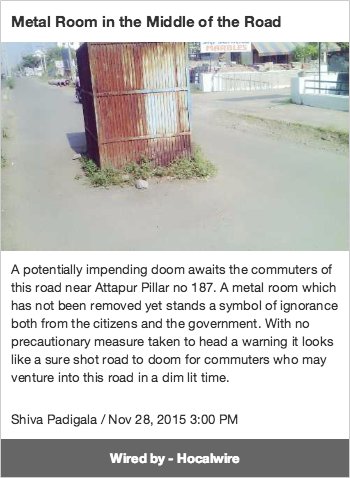 Metal Room in the Middle of the Road
MARBLES
A potentially impending doom awaits the commuters of
this road near Attapur Pillar no 187. A metal room which
has not been removed yet stands a symbol of ignorance
both from the citizens and the government. With no
precautionary measure taken to head a warning it looks
like a sure shot road to doom for commuters who may
venture into this road in a dim lit time.
Shiva Padigala / Nov 28, 2015 3:00 PM
Wired by - Hocalwire